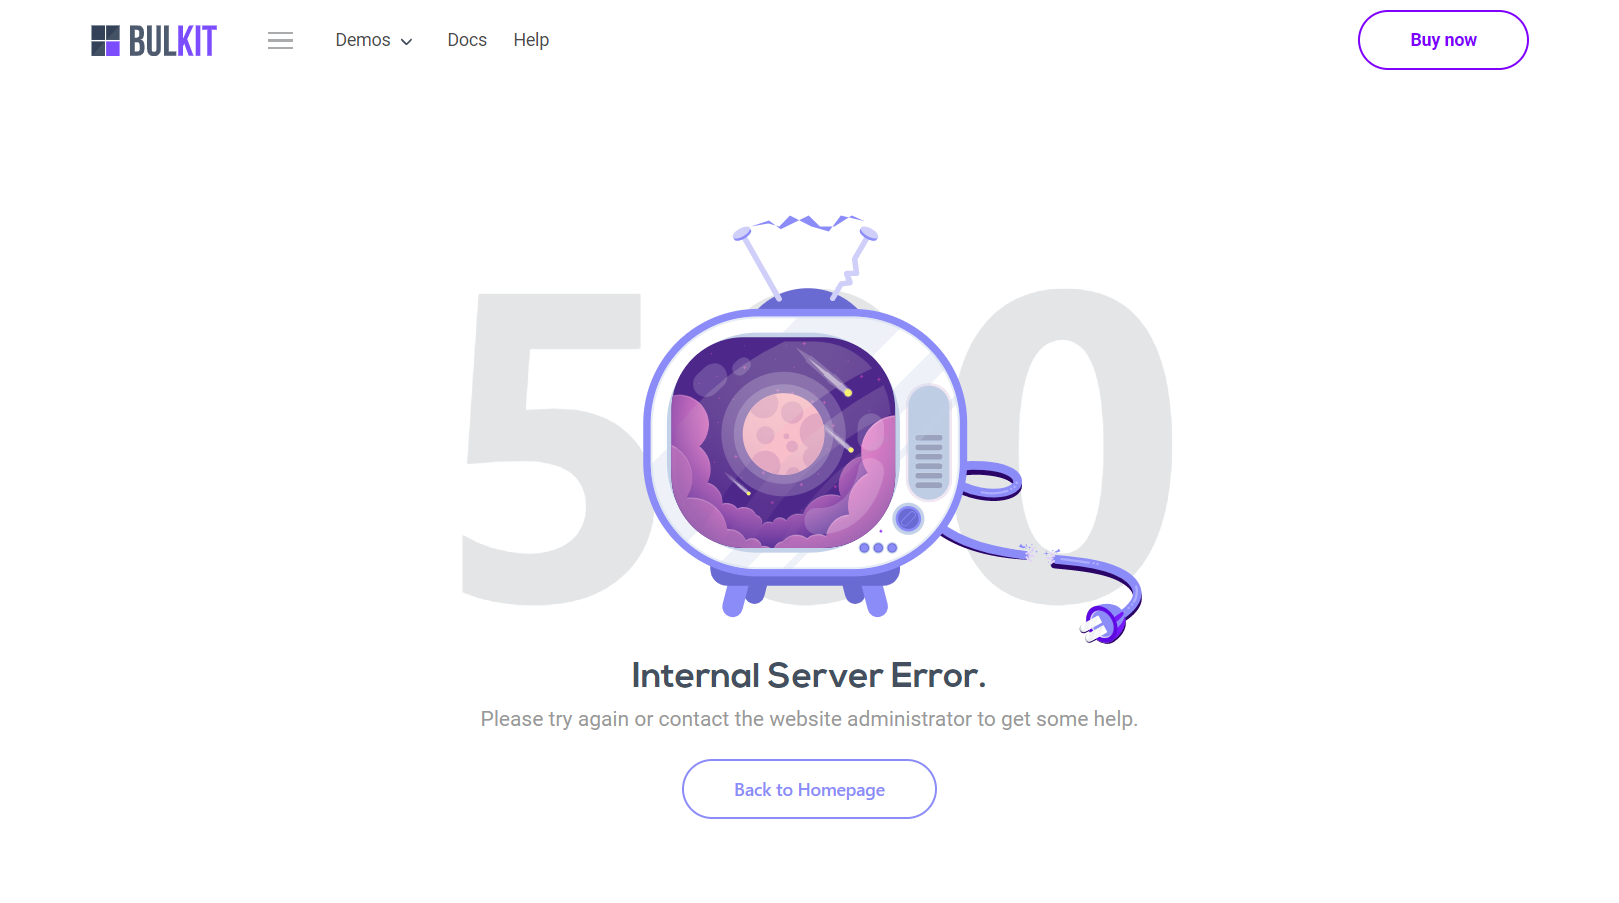 BULKIT
Demos
Docs
Help
Buy now
500
Internal Server Error.
Please try again or contact the website administrator to get some help.
Back to Homepage